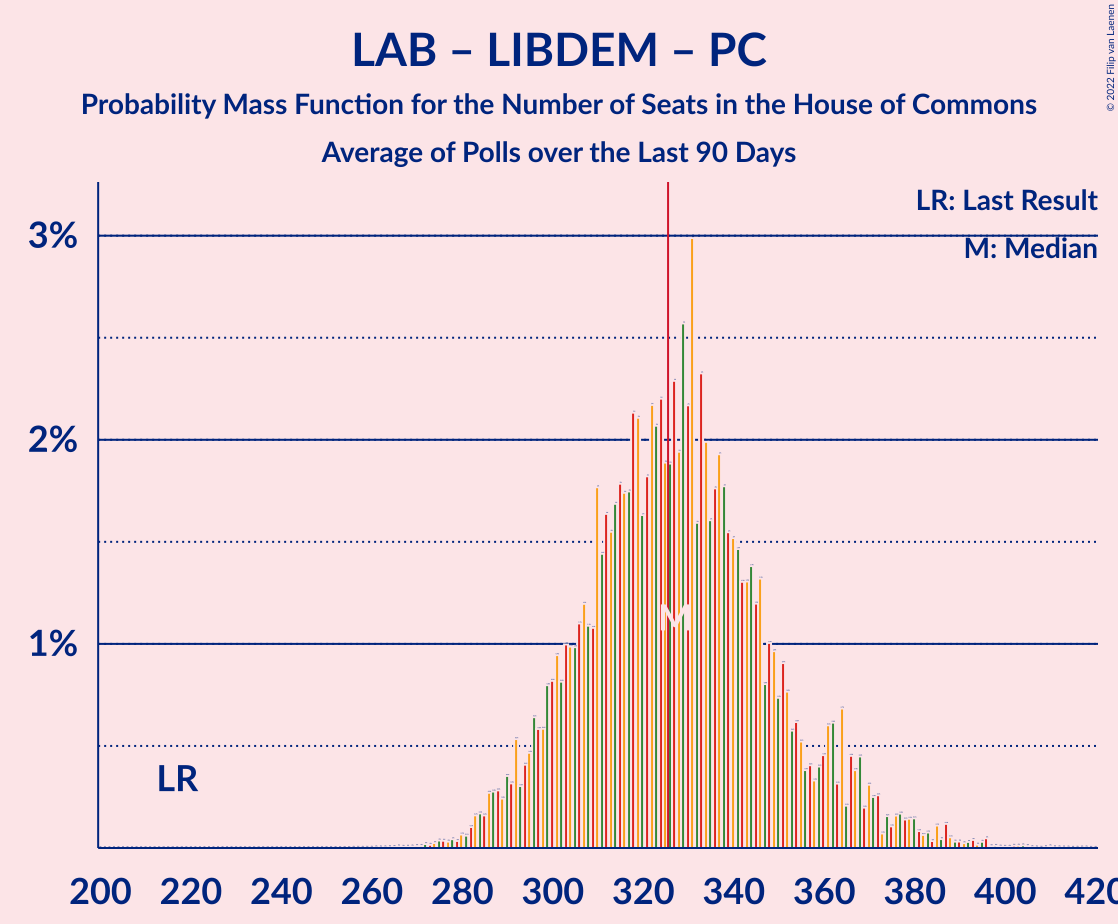 LAB – LIBDEM – PC
Probability Mass Function for the Number of Seats in the House of Commons
Average of Polls over the Last 90 Days
© 2022 Filip van Laenen
LR: Last Result
M: Median
3%
2%
1%
M
LR
200 220 240 260 280 300 320 340 360 380 400 420